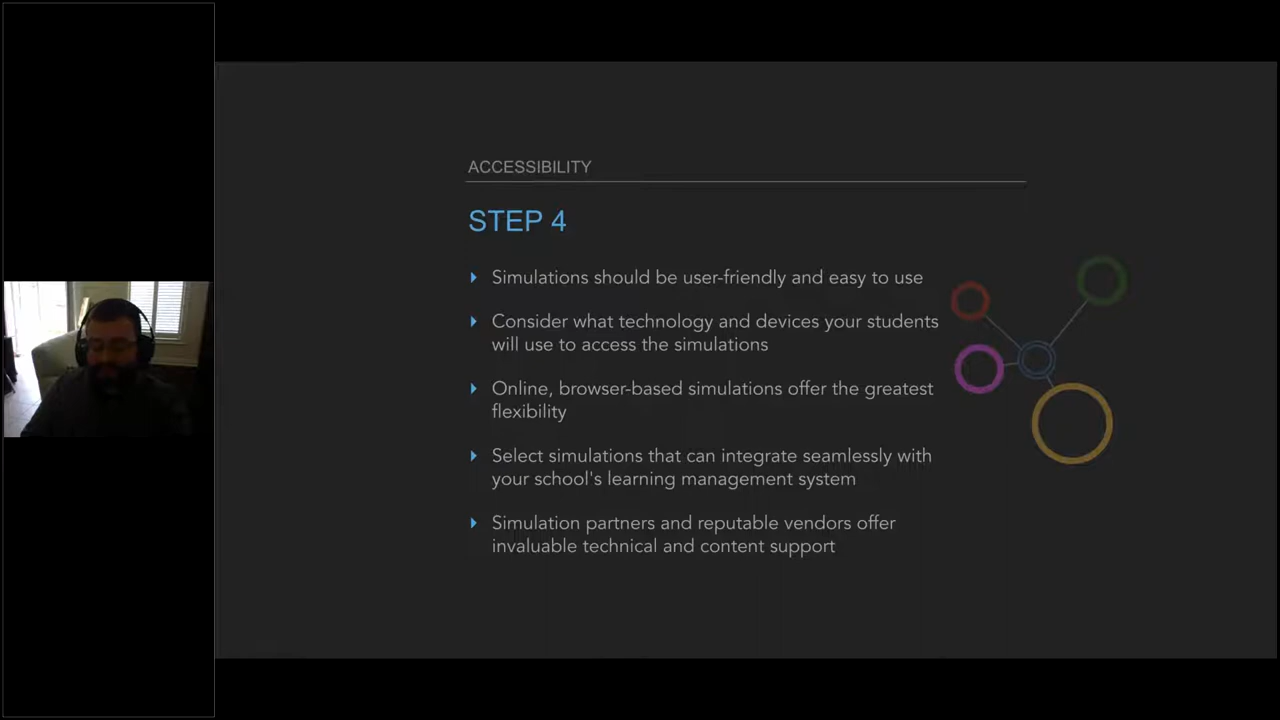 ACCESSIBILITY
STEP 4
Simulations should be user-friendly and easy to use
Consider what technology and devices your students
will use to access the simulations
Online, browser-based simulations offer the greatest
flexibility
Select simulations that can integrate seamlessly with
your school's learning management system
Simulation partners and reputable vendors offer
invaluable technical and content support